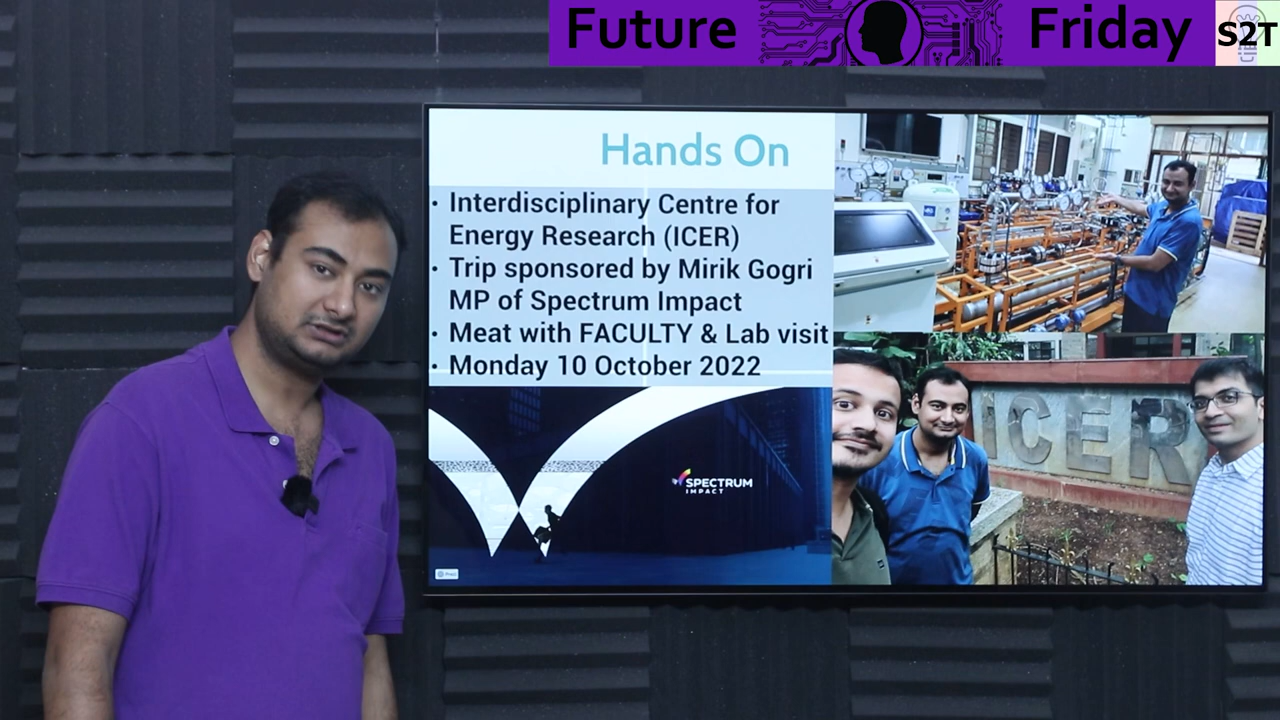 Future Friday
S2T
Hands On
• Interdisciplinary Centre for
Energy Research (ICER)
• Trip sponsored by Mirik Gogri
MP of Spectrum Impact
• Meat with FACULTY & Lab visit
• Monday 10 October 2022
SPECTRUM
IMPACT
ICER